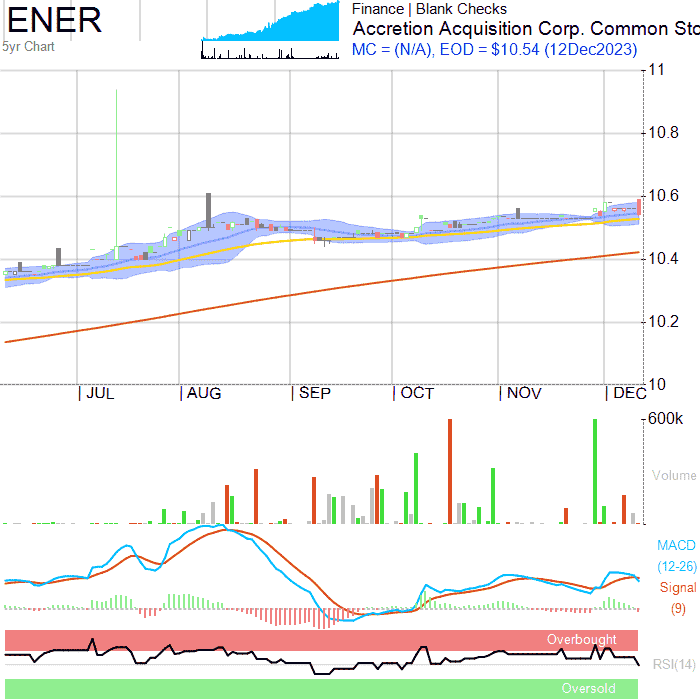 ENER
5yr Chart
Finance | Blank Checks
Accretion Acquisition Corp. Common Sto
MC = (N/A), EOD = $10.54 (12Dec2023)
11
10.8
10.6
10.4
10.2
10
| JUL | AUG | SEP | OCT | NOV | DEC
600k
Volume
MACD
(12-26)
Signal
(9)
Overbought
RSI(14)
Oversold